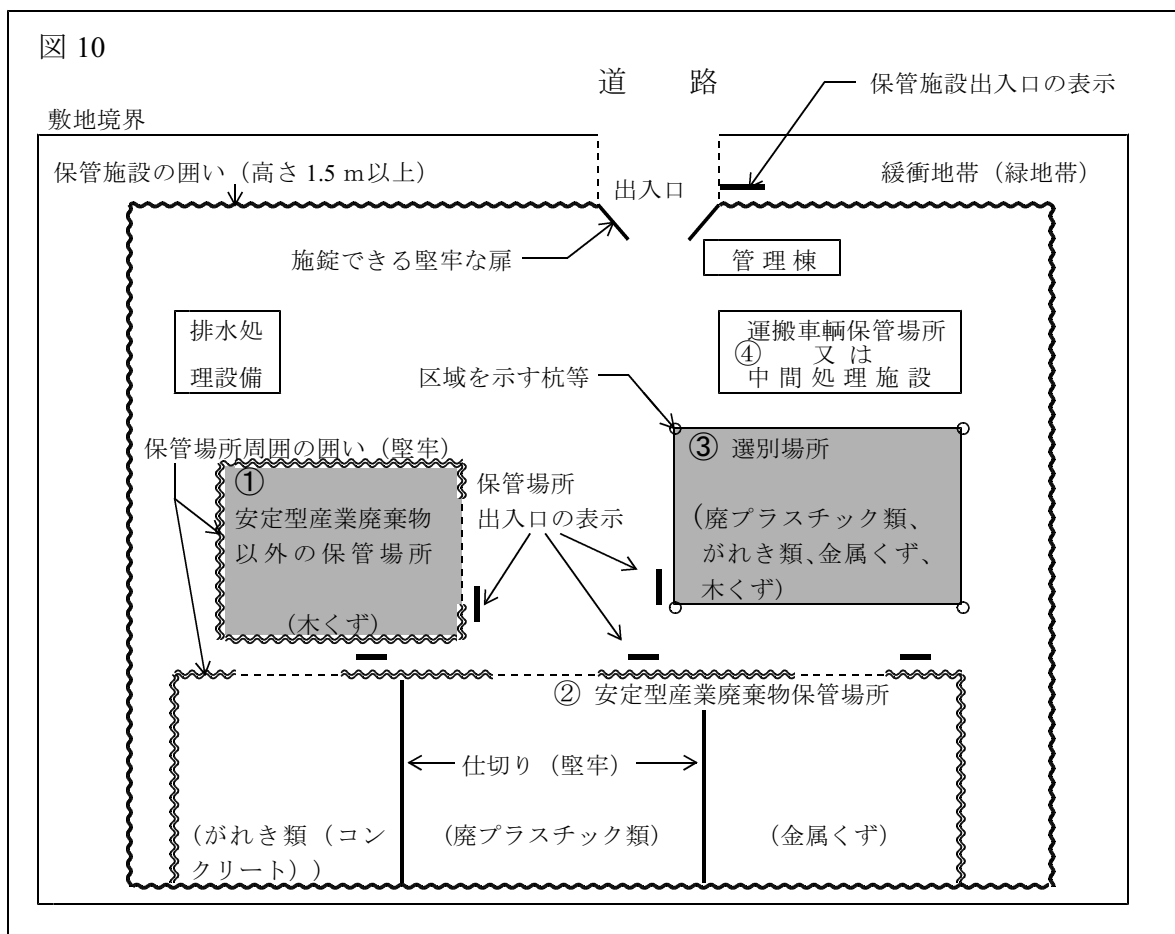 図 10
道 路
保管施設出入口の表示
敷地境界
保管施設の囲い（高さ 1.5 ｍ以上）
出入口
緩衝地帯（緑地帯）
施錠できる堅牢な扉
管 理 棟
排水処
理設備
運搬車輌保管場所
④ 又 は
中 間 処 理 施 設
区域を示す杭等
保管場所周囲の囲い（堅牢）
①
安定型産業廃棄物
以外の保管場所
（木くず）
保管場所
出入口の表示
③ 選別場所
（廃プラスチック類、
がれき類、金属くず、
木くず）
② 安定型産業廃棄物保管場所
仕切り（堅牢）
（がれき類（コン
クリート））
（廃プラスチック類）
（金属くず）